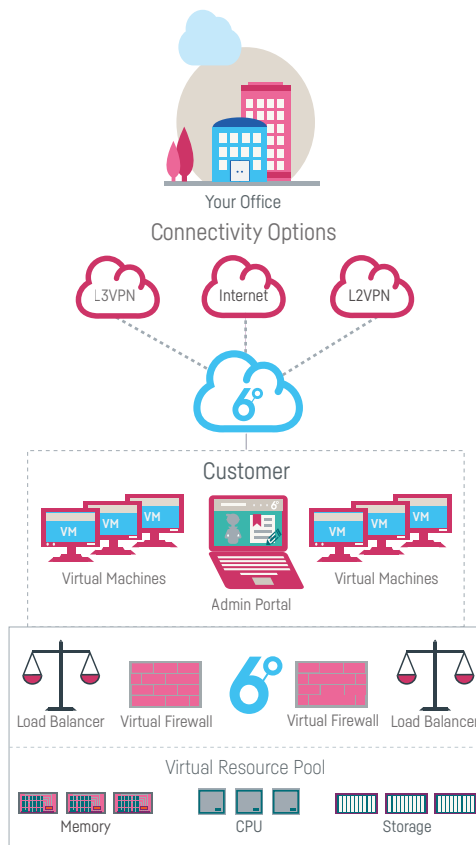 Your Office
Connectivity Options
L3VPN Internet L2VPN
6°
Customer
VM VM VM 6° VM VM VM
Virtual Machines Admin Portal Virtual Machines
6°
Load Balancer Virtual Firewall Virtual Firewall Load Balancer
Virtual Resource Pool
Memory CPU Storage